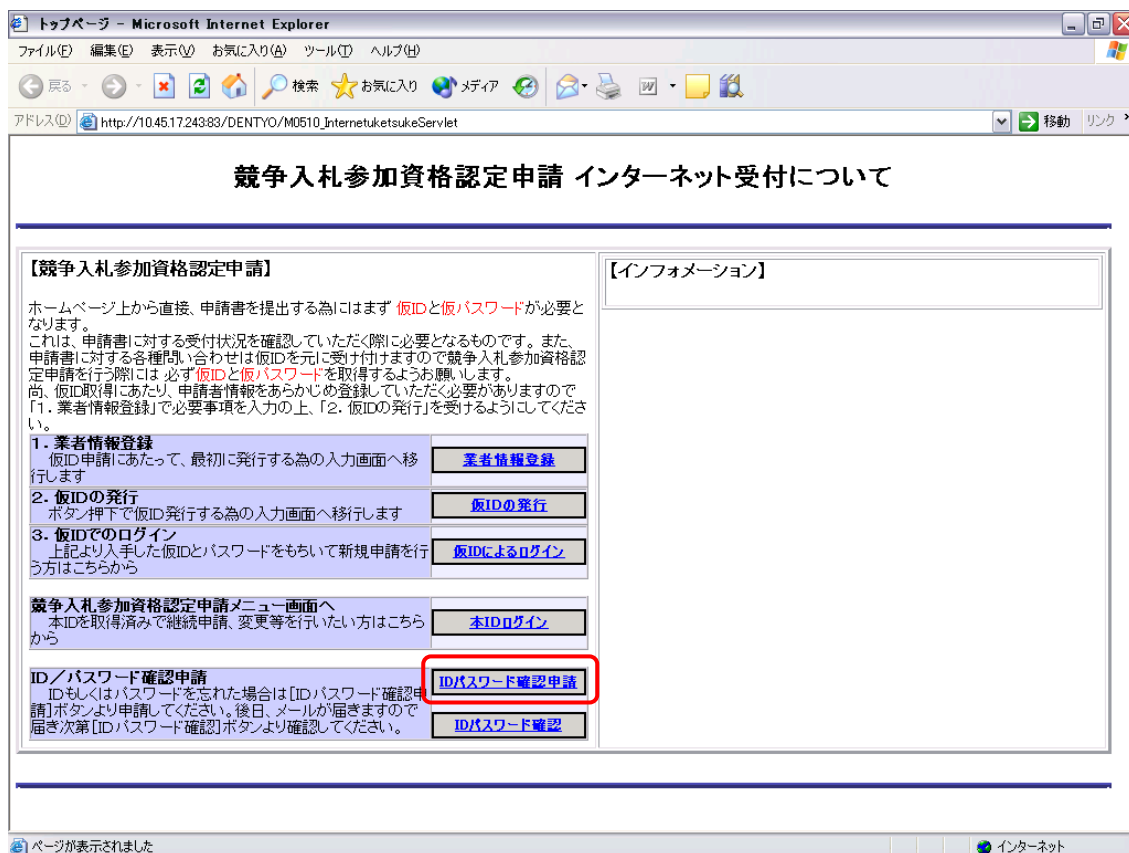 トップページ - Microsoft Internet Explorer
ファイル(F) 編集(E) 表示(V) お気に入り(A) ツール(T) ヘルプ(H)
戻る 検索 お気に入り メディア
アドレス(D) http://10.45.17.243:83/DENTYO/M0510_InternetuketsukeServlet 移動 リンク
競争入札参加資格認定申請 インターネット受付について
【競争入札参加資格認定申請】
ホームページ上から直接、申請書を提出する為にはまず 仮IDと仮パスワードが必要と
なります。
これは、申請書に対する受付状況を確認していただく際に必要となるものです。また、
申請書に対する各種問い合わせは仮IDを元に受け付けますので競争入札参加資格認
定申請を行う際には 必ず仮IDと仮パスワードを取得するようお願いします。
尚、仮ID取得にあたり、申請者情報をあらかじめ登録していただく必要がありますので
「1．業者情報登録」で必要事項を入力の上、「2．仮IDの発行」を受けるようにしてくださ
い。
1．業者情報登録
仮ID申請にあたって、最初に発行する為の入力画面へ移
行します
業者情報登録
2．仮IDの発行
ボタン押下で仮ID発行する為の入力画面へ移行します
仮IDの発行
3．仮IDでのログイン
上記より入手した仮IDとパスワードをもちいて新規申請を行
う方はこちらから
仮IDによるログイン
競争入札参加資格認定申請メニュー画面へ
本IDを取得済みで継続申請、変更等を行いたい方はこちら
から
本IDログイン
ID／パスワード確認申請
IDもしくはパスワードを忘れた場合は[IDパスワード確認申
請]ボタンより申請してください。後日、メールが届きますので
届き次第[IDパスワード確認]ボタンより確認してください。
IDパスワード確認申請
IDパスワード確認
【インフォメーション】
ページが表示されました インターネット